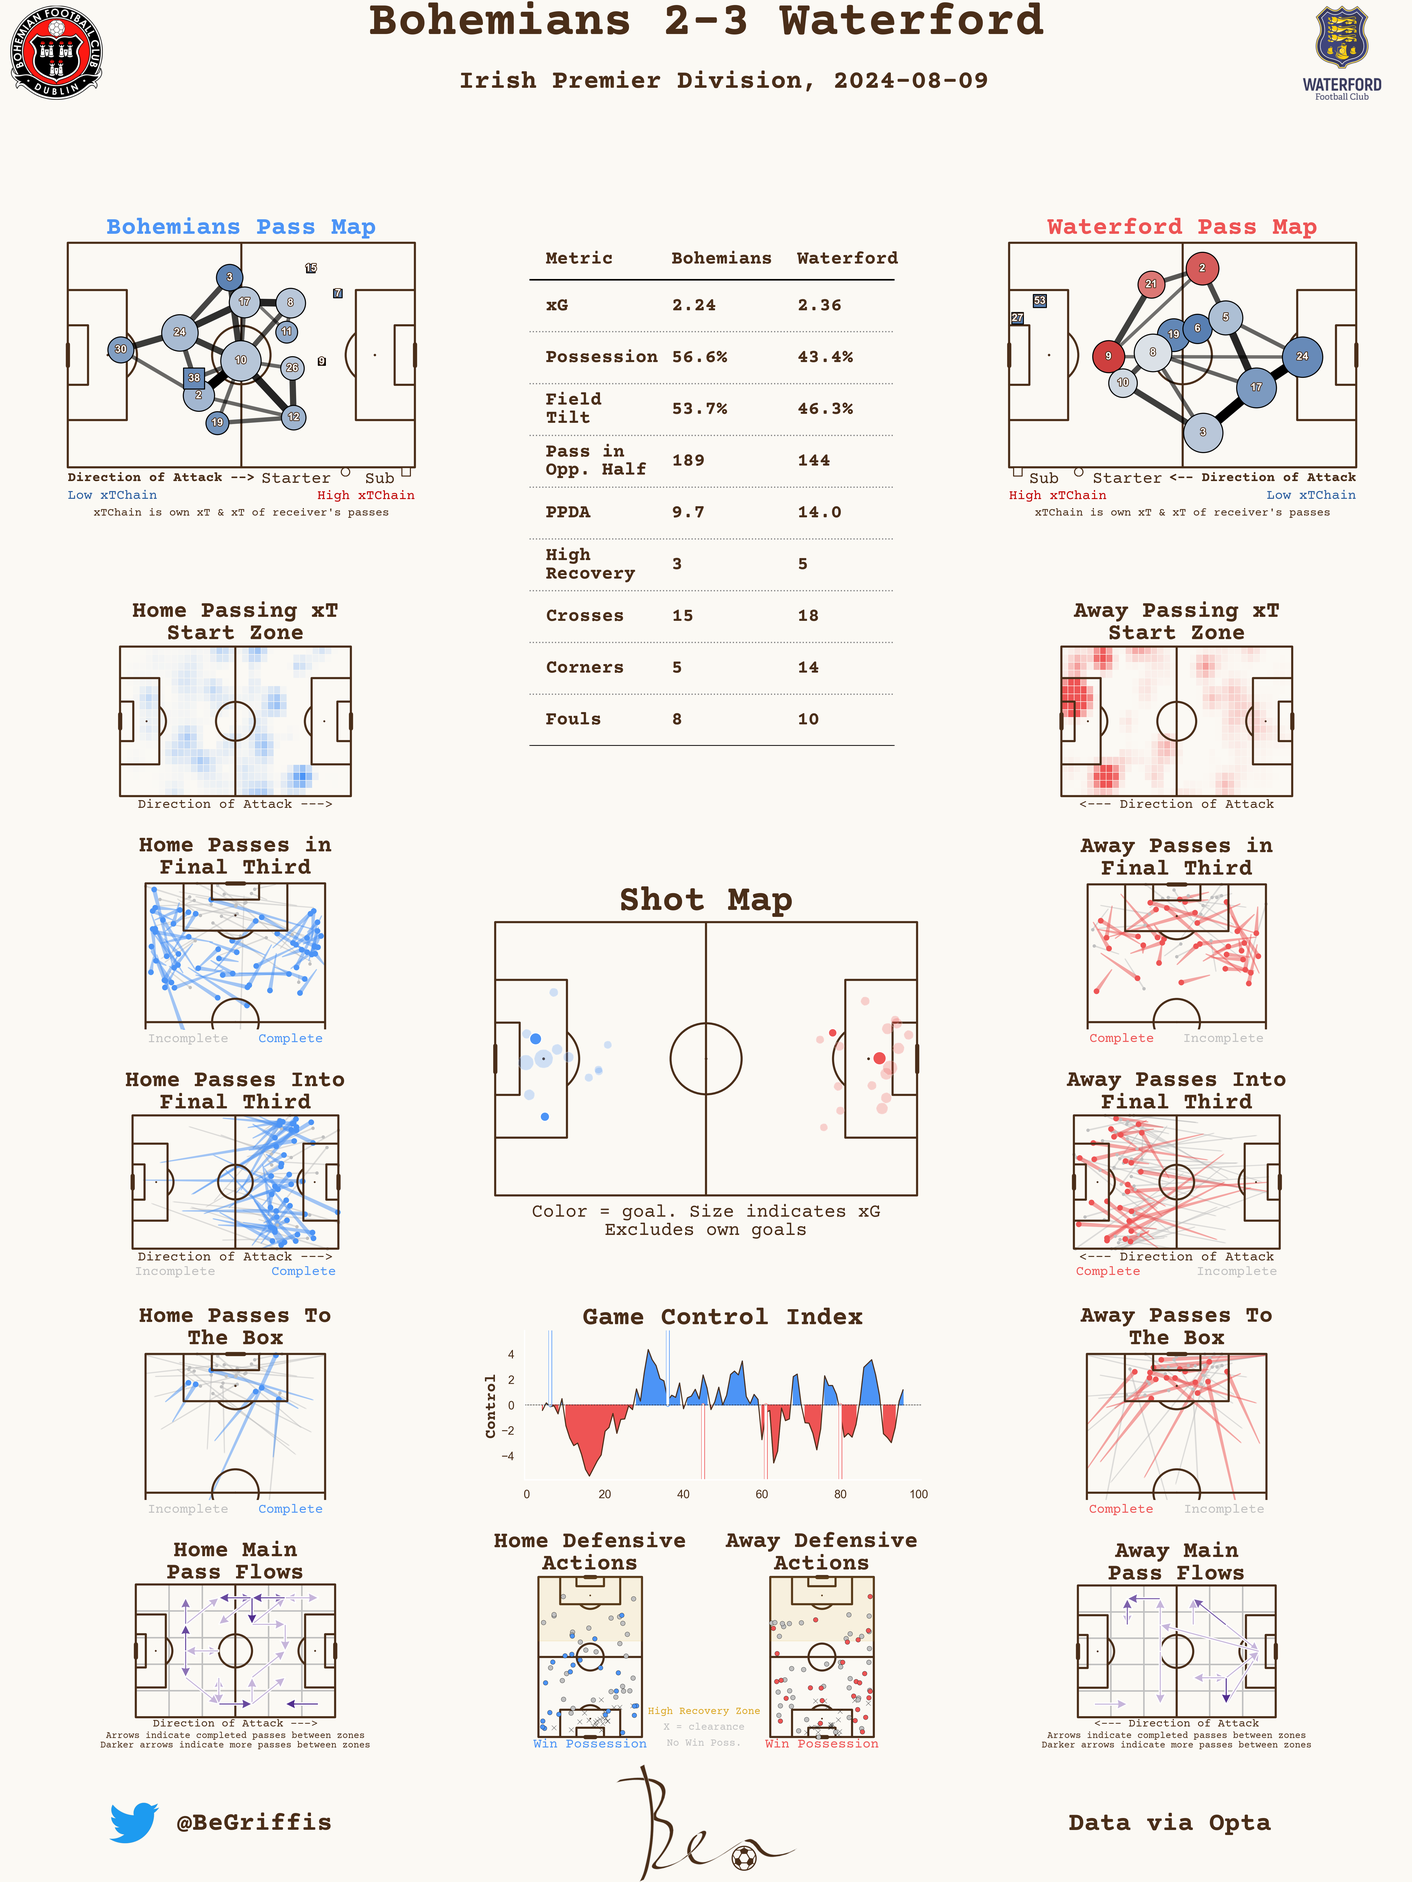 Bohemians 2-3 Waterford
Irish Premier Division, 2024-08-09
BOHEMIAN FOOTBALL CLUB
DUBLIN
WATERFORD
Football Club
Bohemians Pass Map
3
15
7
17
8
24
11
30
10
26
9
38
2
19
12
Direction of Attack --> Starter Sub
Low xTChain High xTChain
xTChain is own xT & xT of receiver's passes
Metric Bohemians Waterford
xG 2.24 2.36
Possession 56.6% 43.4%
Field
Tilt 53.7% 46.3%
Pass in
Opp. Half 189 144
PPDA 9.7 14.0
High
Recovery 3 5
Crosses 15 18
Corners 5 14
Fouls 8 10
Waterford Pass Map
2
21
53
27
5
6
19
8
9
24
10
17
3
Sub Starter <-- Direction of Attack
High xTChain Low xTChain
xTChain is own xT & xT of receiver's passes
Home Passing xT
Start Zone
Direction of Attack --->
Away Passing xT
Start Zone
<--- Direction of Attack
Home Passes in
Final Third
Incomplete Complete
Away Passes in
Final Third
Complete Incomplete
Shot Map
Color = goal. Size indicates xG
Excludes own goals
Home Passes Into
Final Third
Direction of Attack --->
Incomplete Complete
Away Passes Into
Final Third
<--- Direction of Attack
Complete Incomplete
Home Passes To
The Box
Incomplete Complete
Game Control Index
Control
4
2
0
−2
−4
0 20 40 60 80 100
Away Passes To
The Box
Complete Incomplete
Home Main
Pass Flows
Direction of Attack --->
Arrows indicate completed passes between zones
Darker arrows indicate more passes between zones
Home Defensive
Actions
Win Possession
Away Defensive
Actions
Win Possession
High Recovery Zone
X = clearance
No Win Poss.
Away Main
Pass Flows
<--- Direction of Attack
Arrows indicate completed passes between zones
Darker arrows indicate more passes between zones
@BeGriffis
Ben
Data via Opta